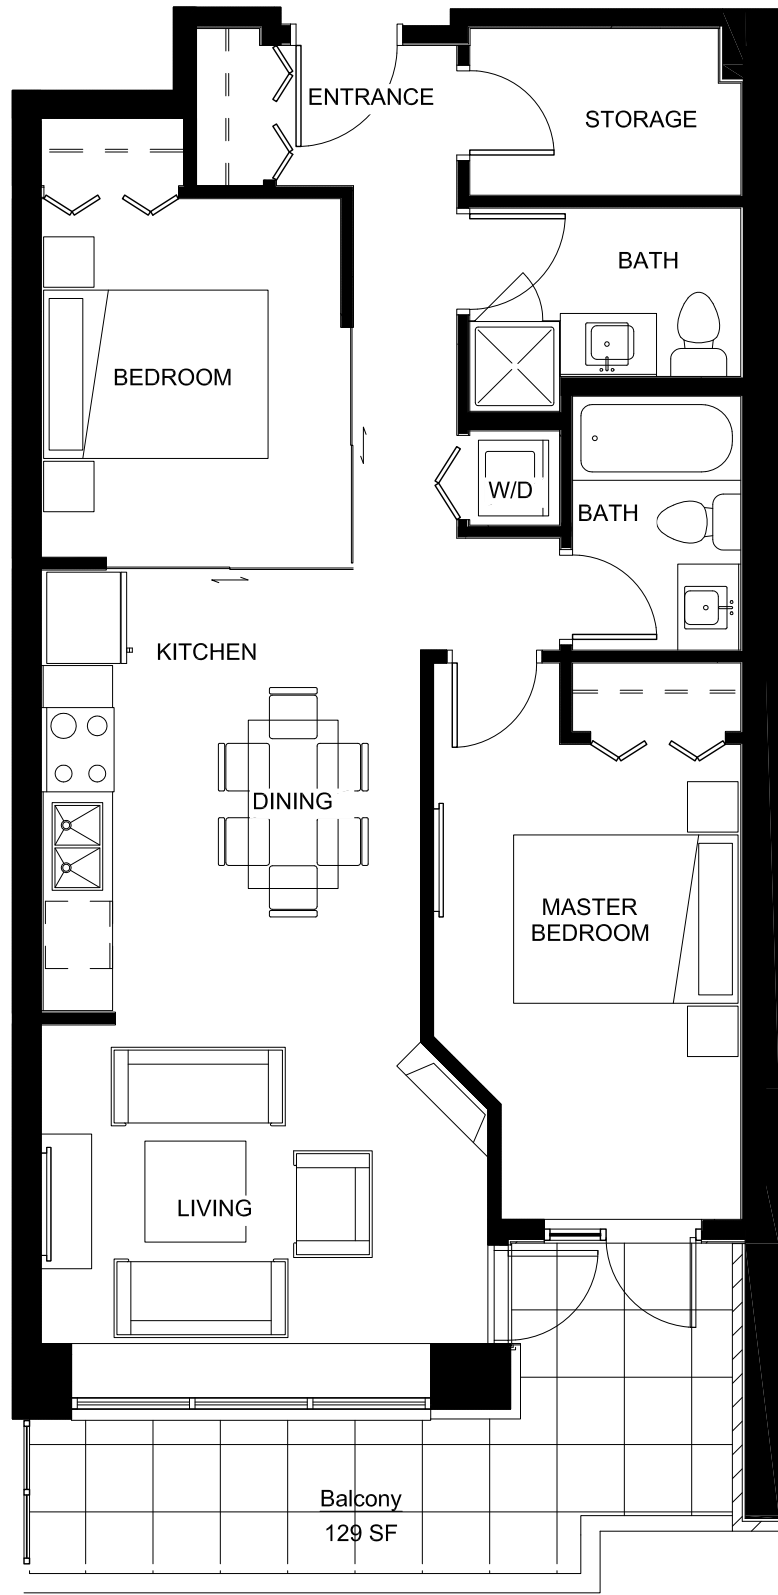 ENTRANCE
STORAGE
BATH
BEDROOM
W/D
BATH
KITCHEN
DINING
MASTER
BEDROOM
LIVING
Balcony
129 SF